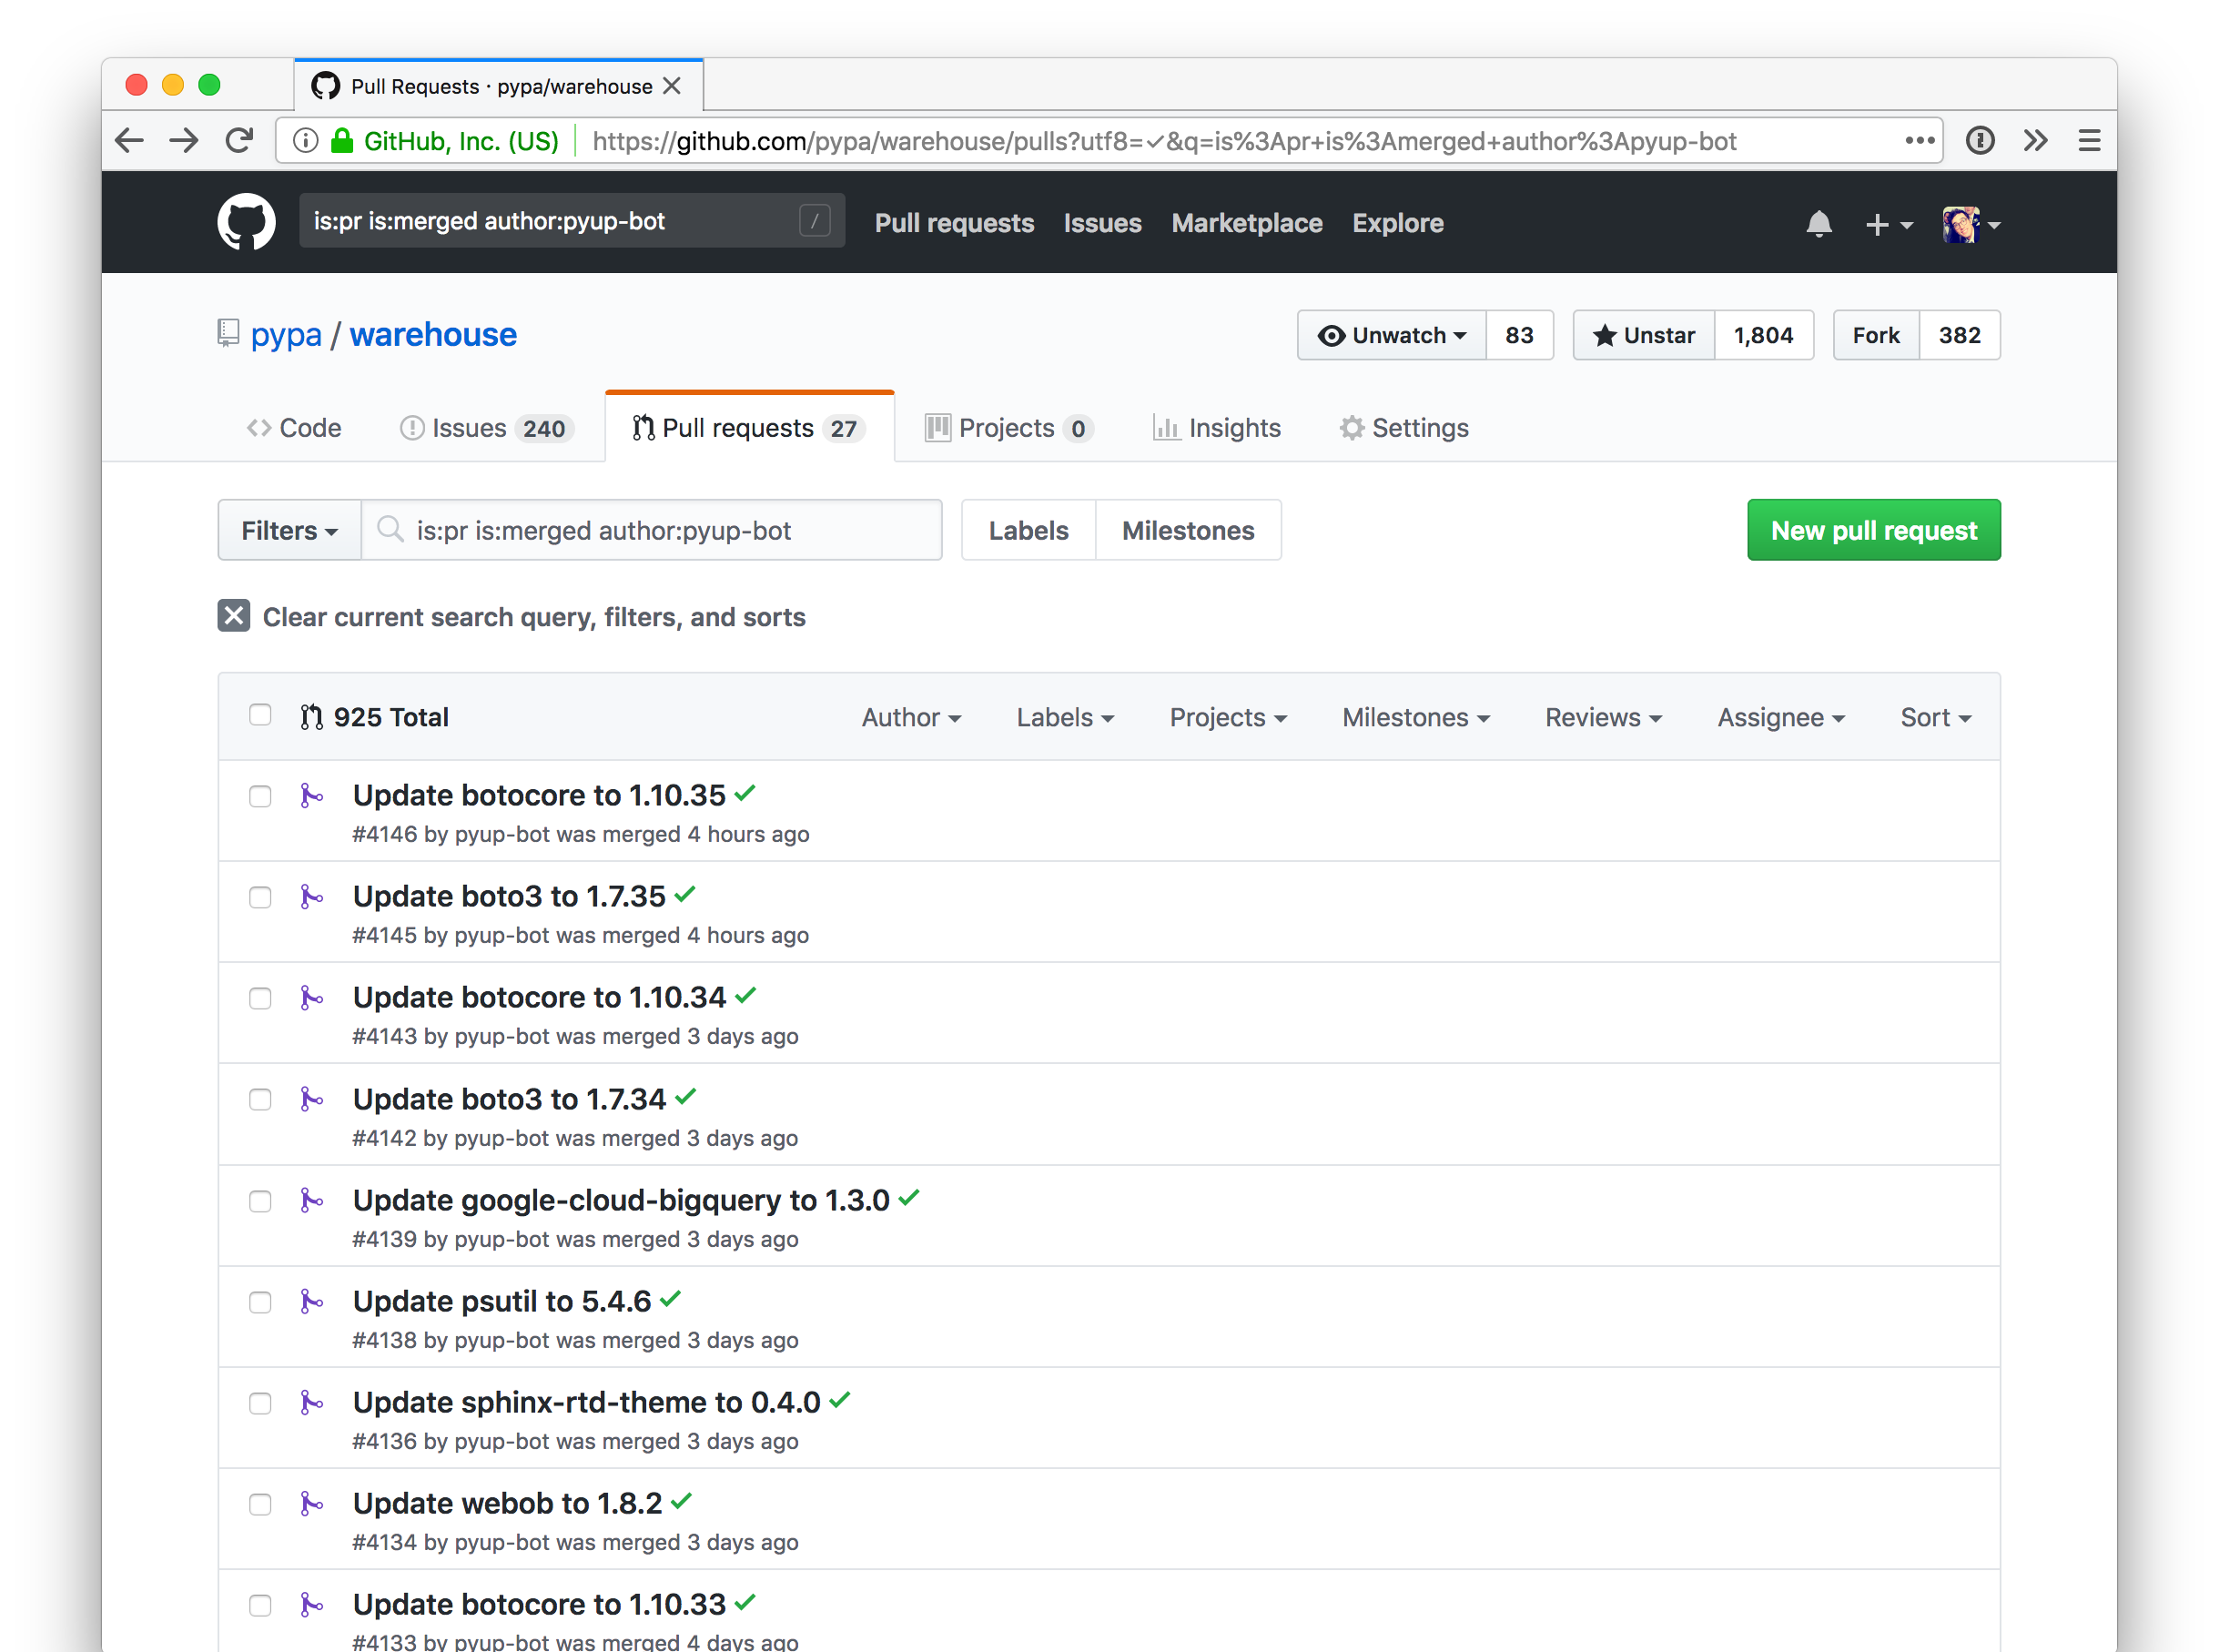 Pull Requests · pypa/warehouse
GitHub, Inc. (US) https://github.com/pypa/warehouse/pulls?utf8=✓&q=is%3Apr+is%3Amerged+author%3Apyup-bot
is:pr is:merged author:pyup-bot / Pull requests Issues Marketplace Explore
pypa / warehouse Unwatch 83 Unstar 1,804 Fork 382
Code Issues 240 Pull requests 27 Projects 0 Insights Settings
Filters is:pr is:merged author:pyup-bot Labels Milestones New pull request
Clear current search query, filters, and sorts
925 Total Author Labels Projects Milestones Reviews Assignee Sort
Update botocore to 1.10.35
#4146 by pyup-bot was merged 4 hours ago
Update boto3 to 1.7.35
#4145 by pyup-bot was merged 4 hours ago
Update botocore to 1.10.34
#4143 by pyup-bot was merged 3 days ago
Update boto3 to 1.7.34
#4142 by pyup-bot was merged 3 days ago
Update google-cloud-bigquery to 1.3.0
#4139 by pyup-bot was merged 3 days ago
Update psutil to 5.4.6
#4138 by pyup-bot was merged 3 days ago
Update sphinx-rtd-theme to 0.4.0
#4136 by pyup-bot was merged 3 days ago
Update webob to 1.8.2
#4134 by pyup-bot was merged 3 days ago
Update botocore to 1.10.33
#4133 by pyup-bot was merged 4 days ago